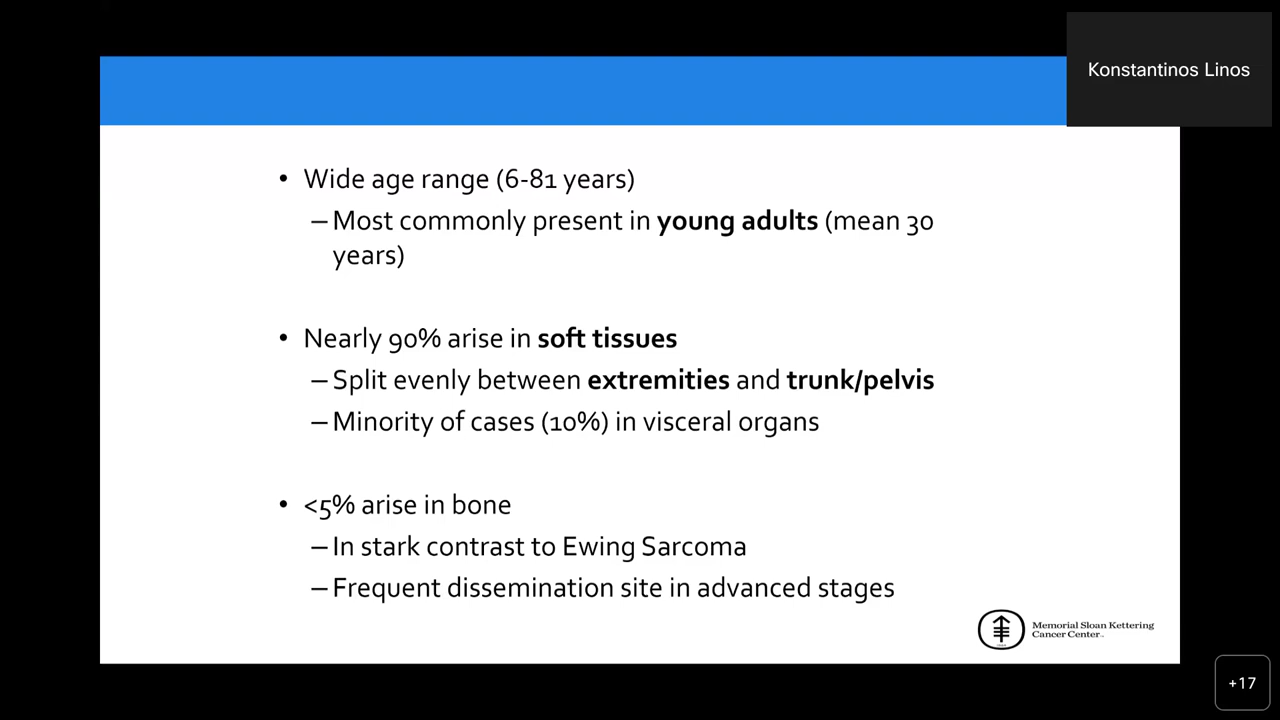 Konstantinos Linos
• Wide age range (6-81 years)
– Most commonly present in young adults (mean 30
years)
• Nearly 90% arise in soft tissues
– Split evenly between extremities and trunk/pelvis
– Minority of cases (10%) in visceral organs
• <5% arise in bone
– In stark contrast to Ewing Sarcoma
– Frequent dissemination site in advanced stages
Memorial Sloan Kettering
Cancer Center
+17